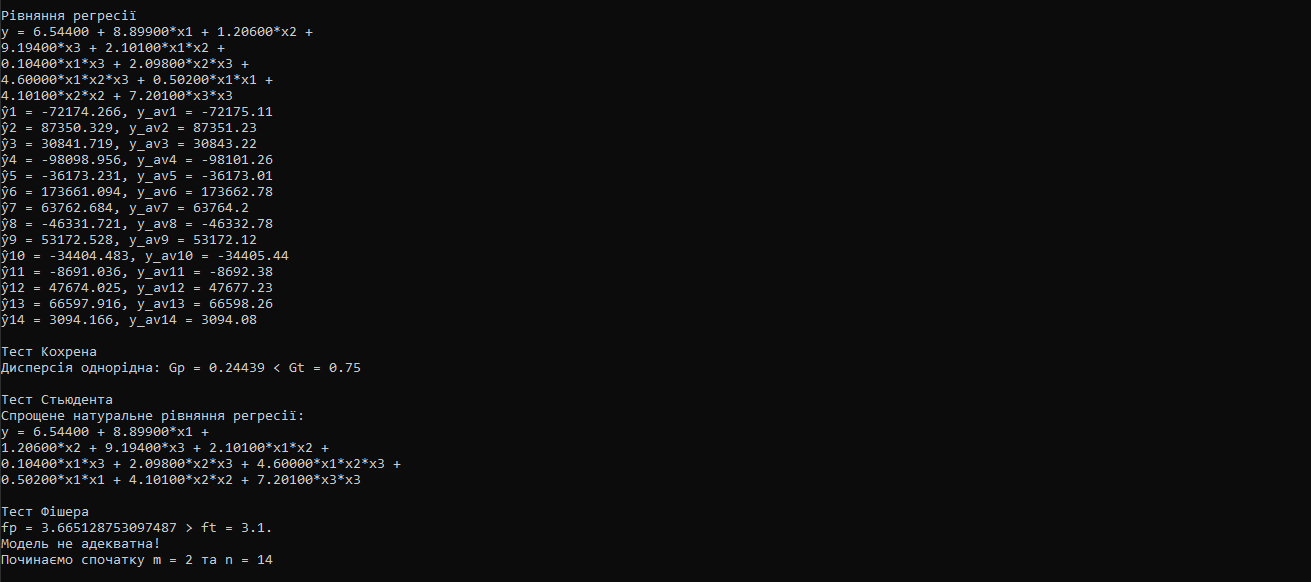 Рівняння регресії
y = 6.54400 + 8.89900*x1 + 1.20600*x2 +
9.19400*x3 + 2.10100*x1*x2 +
0.10400*x1*x3 + 2.09800*x2*x3 +
4.60000*x1*x2*x3 + 0.50200*x1*x1 +
4.10100*x2*x2 + 7.20100*x3*x3
ŷ1 = -72174.266, y_av1 = -72175.11
ŷ2 = 87350.329, y_av2 = 87351.23
ŷ3 = 30841.719, y_av3 = 30843.22
ŷ4 = -98098.956, y_av4 = -98101.26
ŷ5 = -36173.231, y_av5 = -36173.01
ŷ6 = 173661.094, y_av6 = 173662.78
ŷ7 = 63762.684, y_av7 = 63764.2
ŷ8 = -46331.721, y_av8 = -46332.78
ŷ9 = 53172.528, y_av9 = 53172.12
ŷ10 = -34404.483, y_av10 = -34405.44
ŷ11 = -8691.036, y_av11 = -8692.38
ŷ12 = 47674.025, y_av12 = 47677.23
ŷ13 = 66597.916, y_av13 = 66598.26
ŷ14 = 3094.166, y_av14 = 3094.08
Тест Кохрена
Дисперсія однорідна: Gp = 0.24439 < Gt = 0.75
Тест Стьюдента
Спрощене натуральне рівняння регресії:
y = 6.54400 + 8.89900*x1 +
1.20600*x2 + 9.19400*x3 + 2.10100*x1*x2 +
0.10400*x1*x3 + 2.09800*x2*x3 + 4.60000*x1*x2*x3 +
0.50200*x1*x1 + 4.10100*x2*x2 + 7.20100*x3*x3
Тест Фішера
fp = 3.665128753097487 > ft = 3.1.
Модель не адекватна!
Починаємо спочатку m = 2 та n = 14